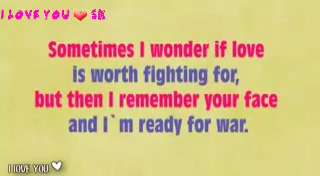 I LOVE YOU ❤ SK
Sometimes I wonder if love
is worth fighting for,
but then I remember your face
and I`m ready for war.
I LOVE YOU ♥